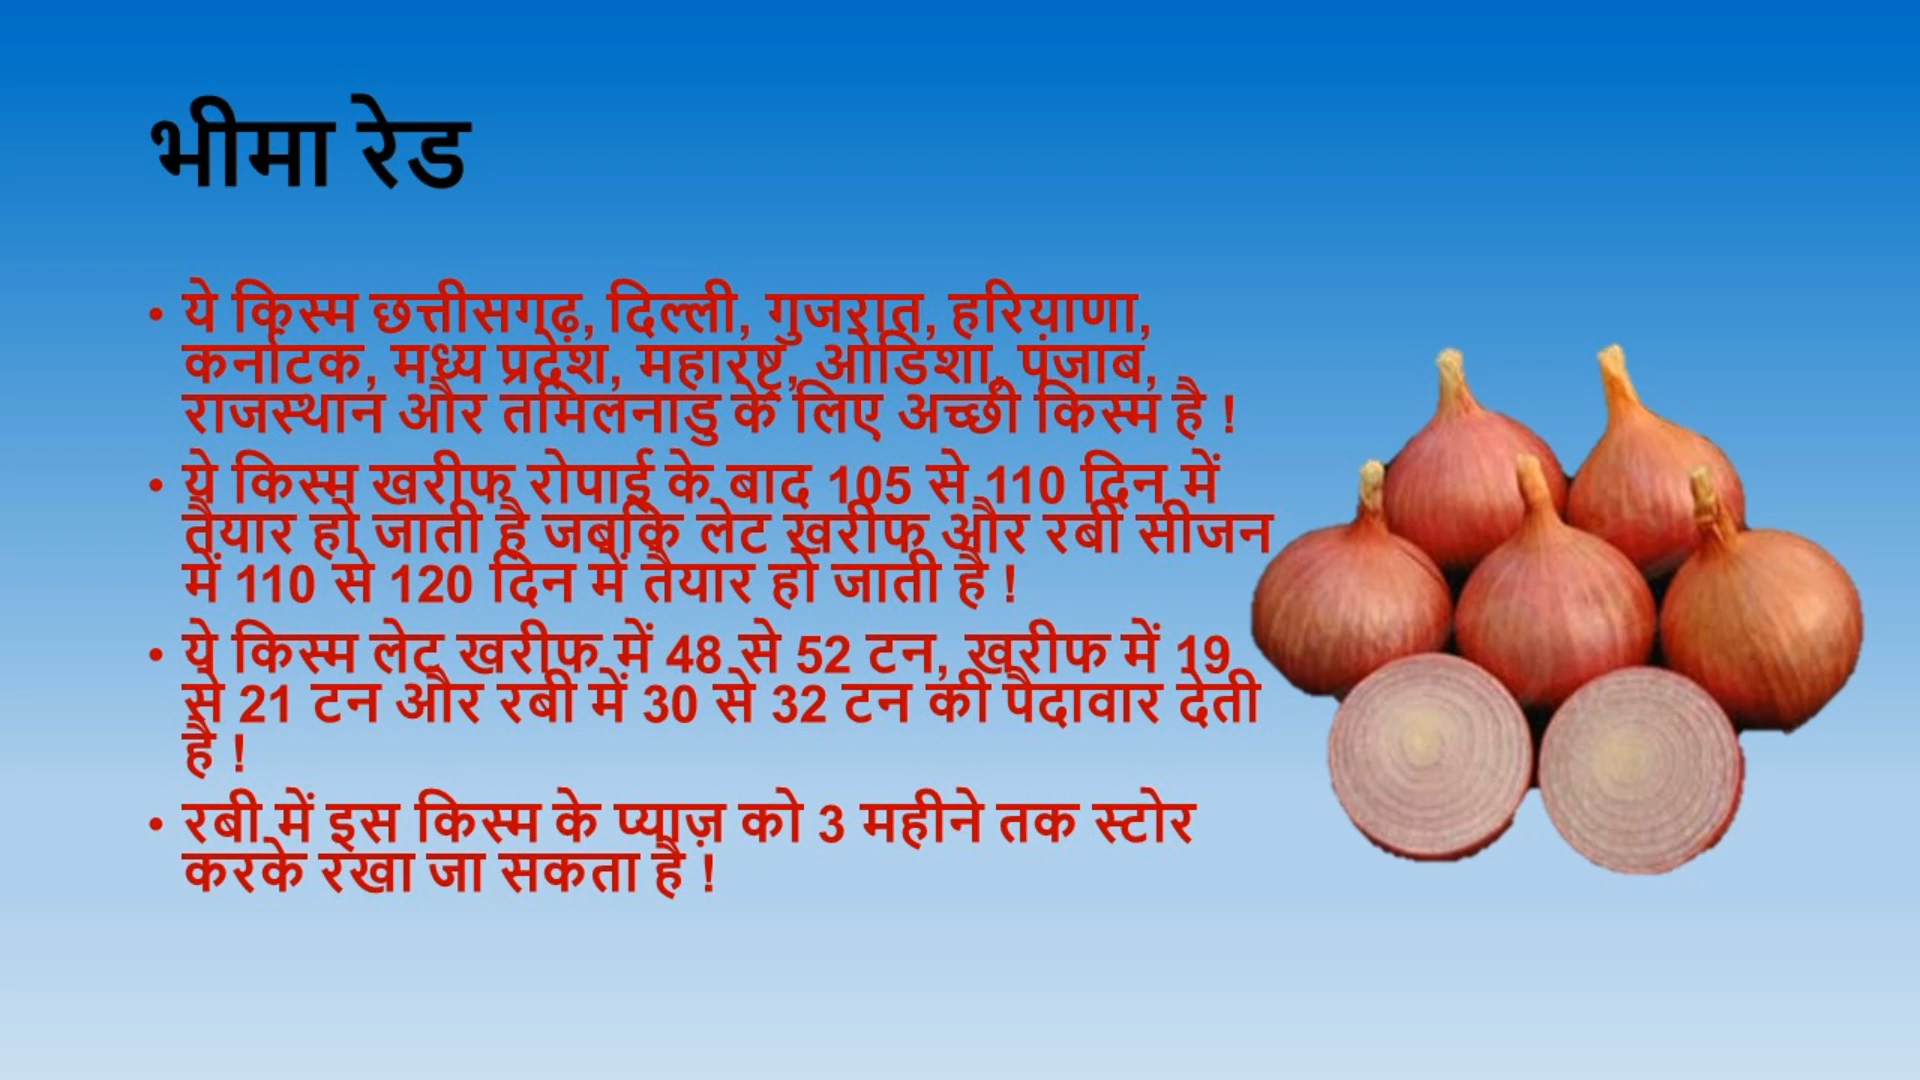 भीमा रेड
• ये किस्म छत्तीसगढ़, दिल्ली, गुजरात, हरियाणा,
कर्नाटक, मध्य प्रदेश, महाराष्ट्र, ओडिशा, पंजाब,
राजस्थान और तमिलनाडु के लिए अच्छी किस्म है !
• ये किस्म खरीफ रोपाई के बाद 105 से 110 दिन में
तैयार हो जाती है जबकि लेट खरीफ और रबी सीजन
में 110 से 120 दिन में तैयार हो जाती है !
• ये किस्म लेट खरीफ में 48 से 52 टन, खरीफ में 19
से 21 टन और रबी में 30 से 32 टन की पैदावार देती
है !
• रबी में इस किस्म के प्याज़ को 3 महीने तक स्टोर
करके रखा जा सकता है !